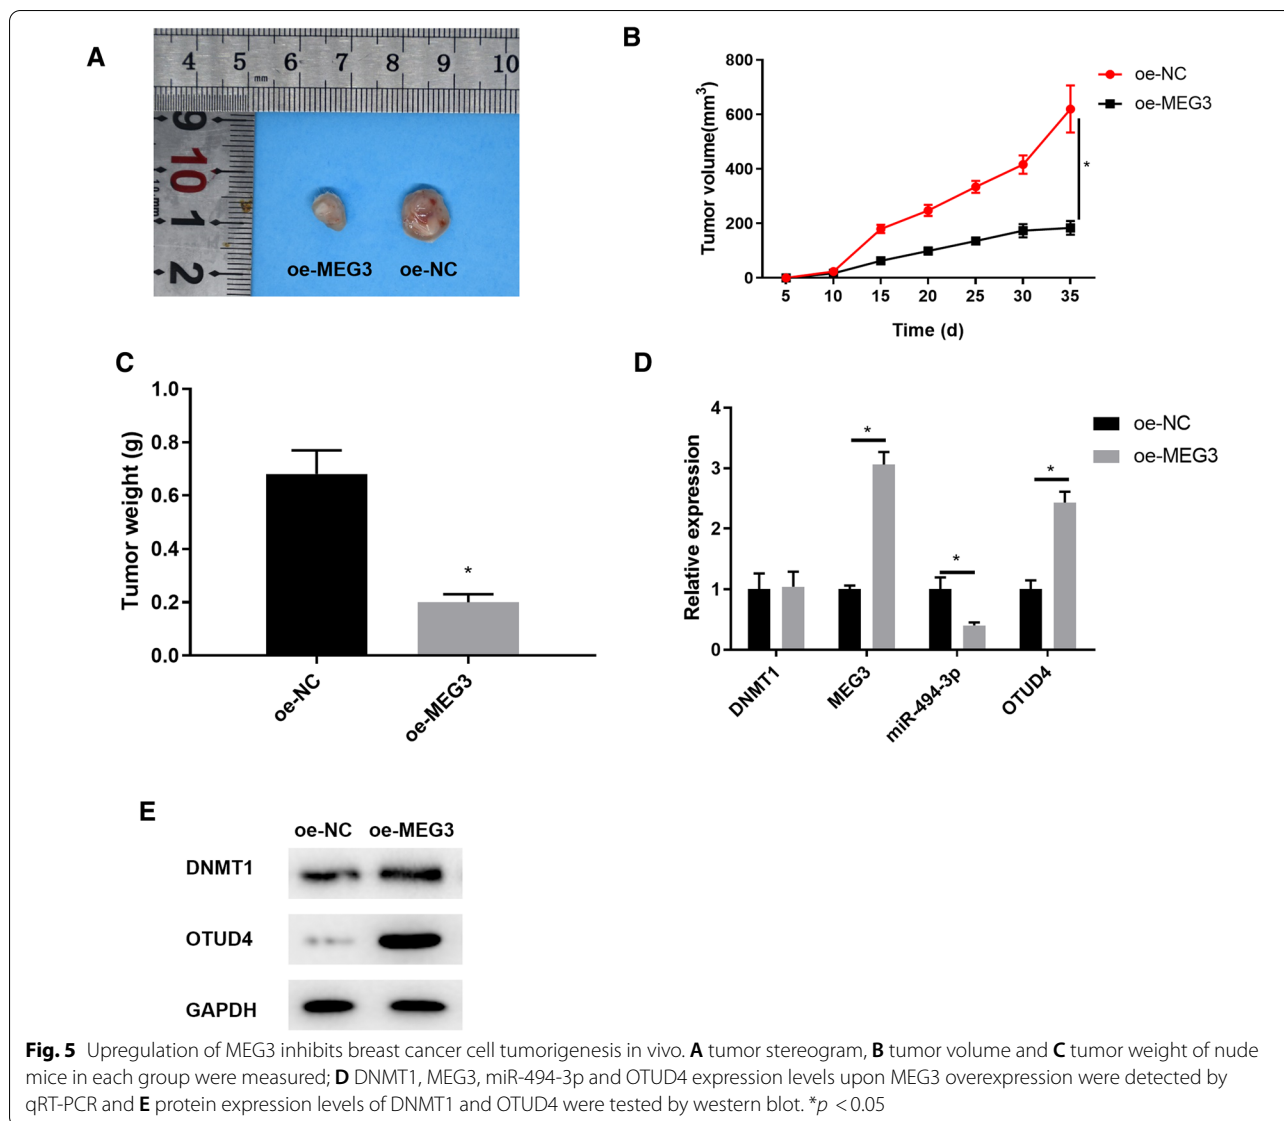 A
4 5 6 7 8 9 10
mm
9
10
1
2
oe-MEG3 oe-NC
B
800
600
400
200
0
Tumor volume(mm3)
5 10 15 20 25 30 35
Time (d)
oe-NC
oe-MEG3
*
C
1.0
0.8
0.6
0.4
0.2
0.0
Tumor weight (g)
*
oe-NC
oe-MEG3
D
4
3
2
1
0
Relative expression
* * *
DNMT1
MEG3
miR-494-3p
OTUD4
oe-NC
oe-MEG3
E
oe-NC oe-MEG3
DNMT1
OTUD4
GAPDH
Fig. 5 Upregulation of MEG3 inhibits breast cancer cell tumorigenesis in vivo. A tumor stereogram, B tumor volume and C tumor weight of nude
mice in each group were measured; D DNMT1, MEG3, miR-494-3p and OTUD4 expression levels upon MEG3 overexpression were detected by
qRT-PCR and E protein expression levels of DNMT1 and OTUD4 were tested by western blot. *p < 0.05